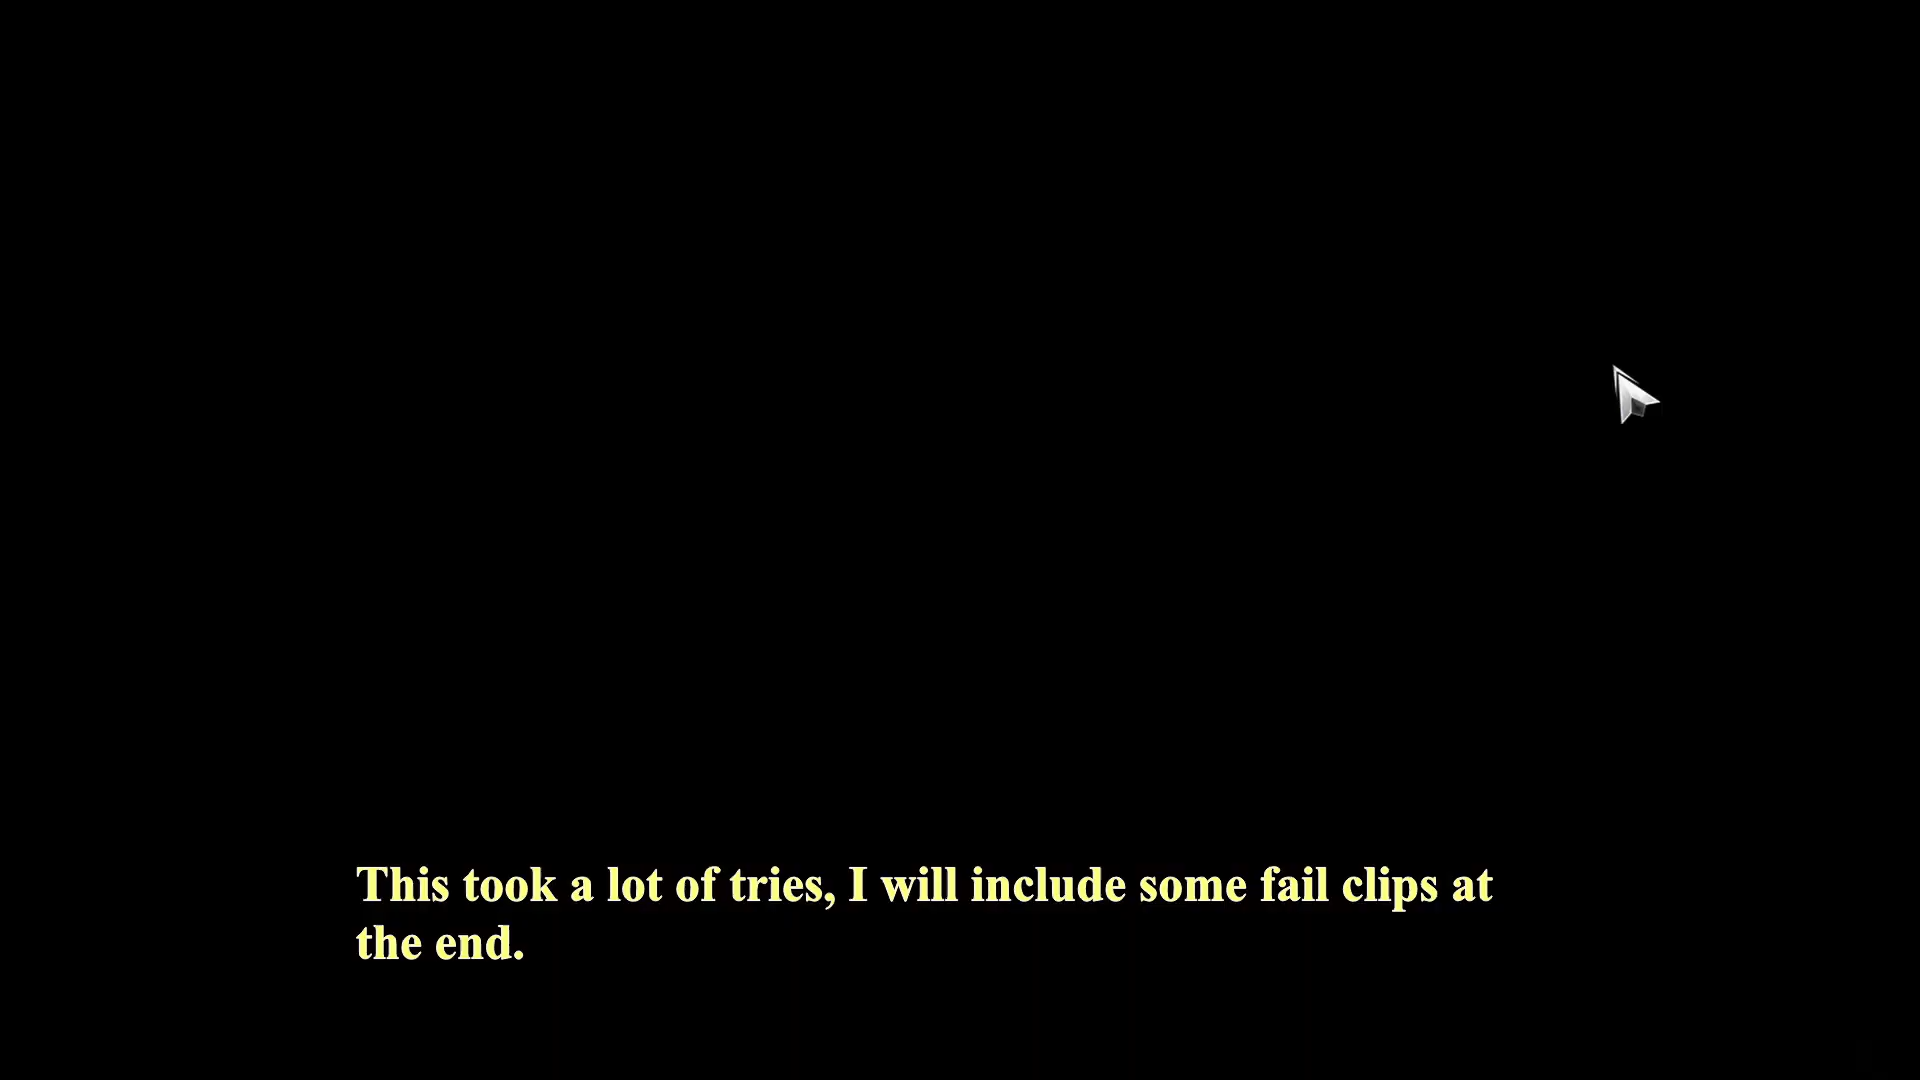 This took a lot of tries, I will include some fail clips at
the end.